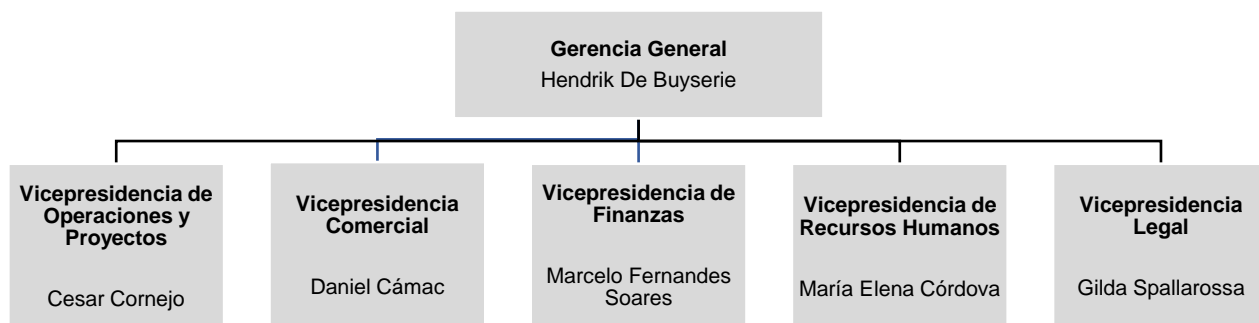 Gerencia General
Hendrik De Buyserie
Vicepresidencia de
Operaciones y
Proyectos
Cesar Cornejo
Vicepresidencia
Comercial
Daniel Cámac
Vicepresidencia de
Finanzas
Marcelo Fernandes
Soares
Vicepresidencia de
Recursos Humanos
María Elena Córdova
Vicepresidencia
Legal
Gilda Spallarossa